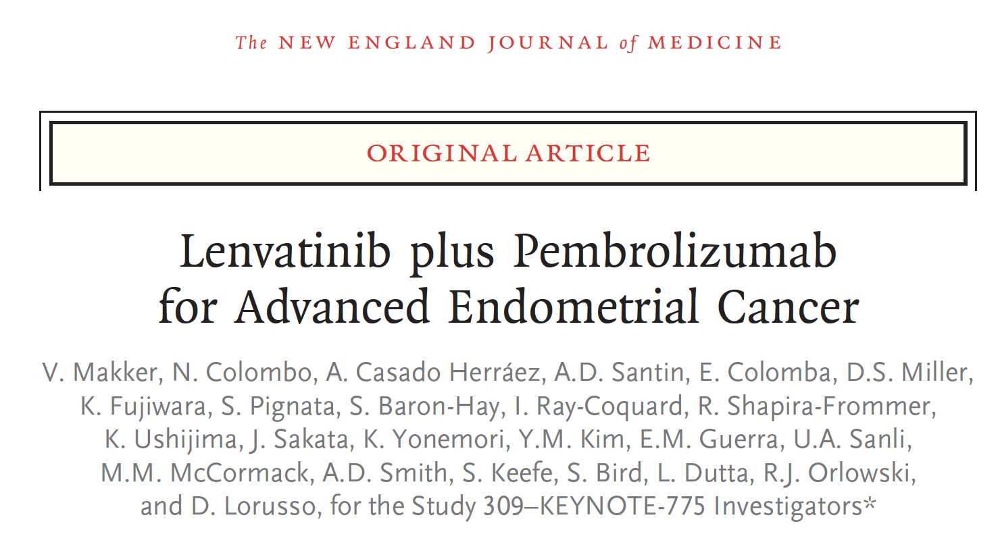 The NEW ENGLAND JOURNAL of MEDICINE
ORIGINAL ARTICLE
Lenvatinib plus Pembrolizumab
for Advanced Endometrial Cancer
V. Makker, N. Colombo, A. Casado Herráez, A.D. Santin, E. Colomba, D.S. Miller,
K. Fujiwara, S. Pignata, S. Baron-Hay, I. Ray-Coquard, R. Shapira-Frommer,
K. Ushijima, J. Sakata, K. Yonemori, Y.M. Kim, E.M. Guerra, U.A. Sanli,
M.M. McCormack, A.D. Smith, S. Keefe, S. Bird, L. Dutta, R.J. Orlowski,
and D. Lorusso, for the Study 309–KEYNOTE-775 Investigators*